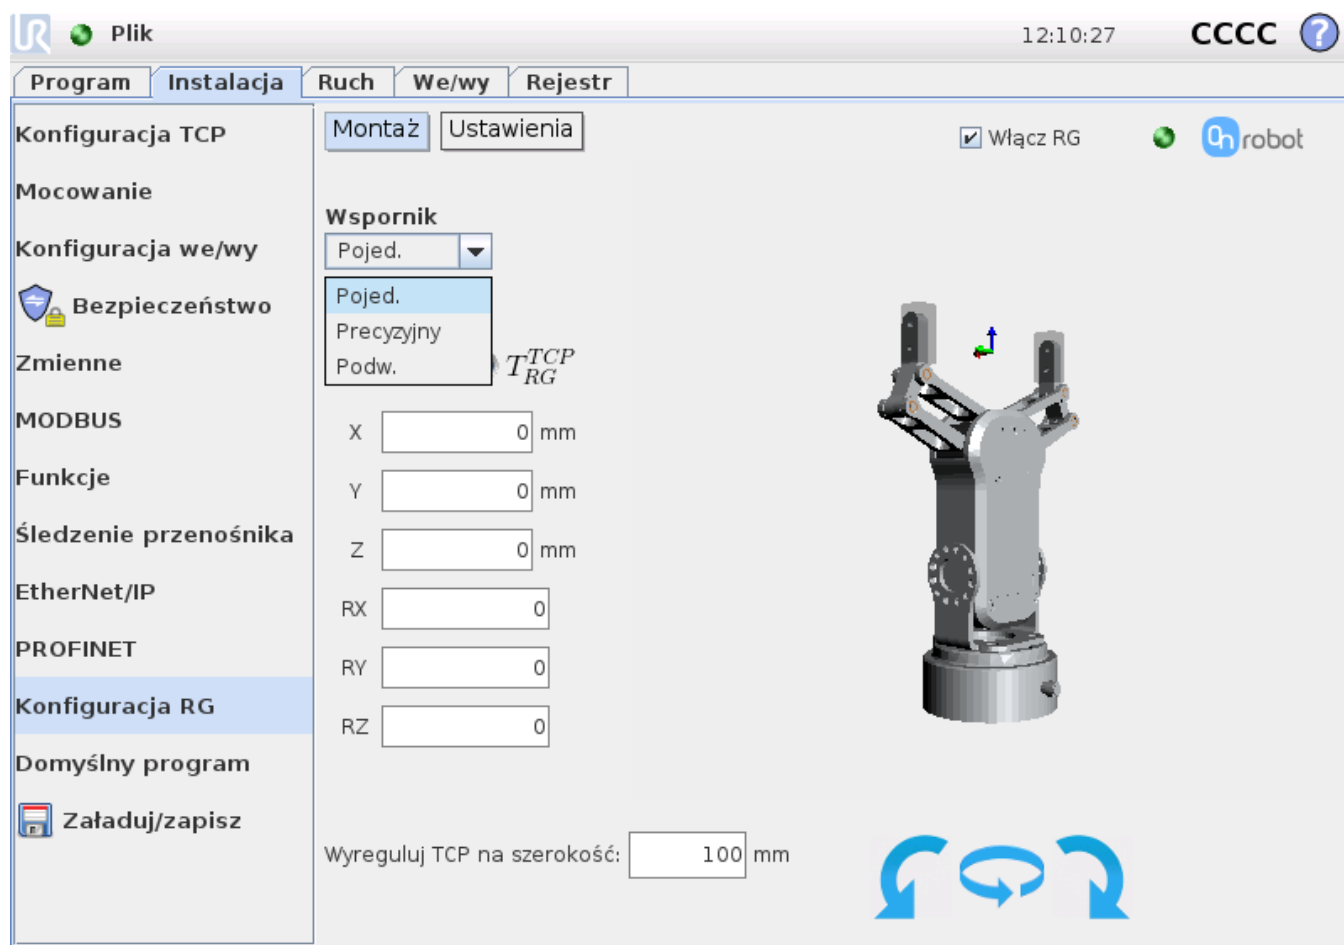 UR Plik 12:10:27 CCCC ?
Program Instalacja Ruch We/wy Rejestr
Konfiguracja TCP
Mocowanie
Konfiguracja we/wy
Bezpieczeństwo
Zmienne
MODBUS
Funkcje
Śledzenie przenośnika
EtherNet/IP
PROFINET
Konfiguracja RG
Domyślny program
Załaduj/zapisz
Montaż Ustawienia
Włącz RG
On robot
Wspornik
Pojed.
Pojed.
Precyzyjny
Podw.
T TCP RG
X 0 mm
Y 0 mm
Z 0 mm
RX 0
RY 0
RZ 0
Wyreguluj TCP na szerokość: 100 mm